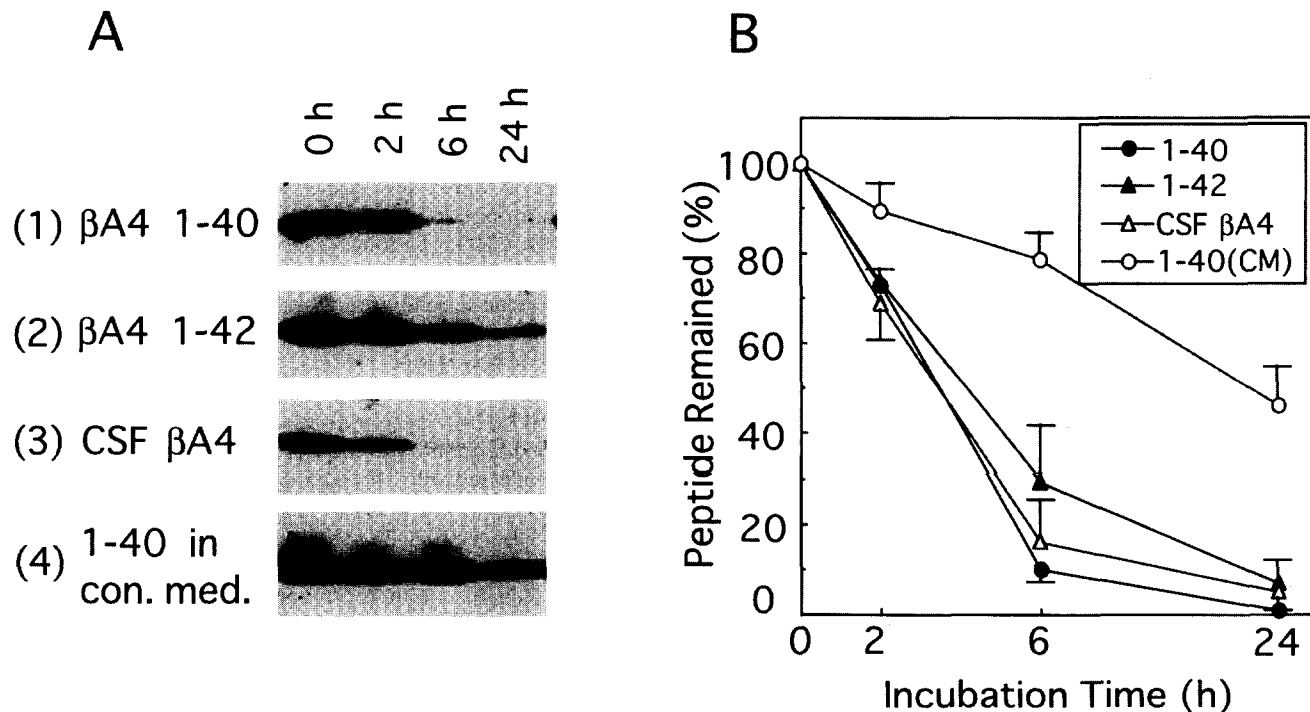 A
0 h
2 h
6 h
24 h
(1) βA4 1-40
(2) βA4 1-42
(3) CSF βA4
(4) 1-40 in
con. med.
B
Peptide Remained (%)
100
80
60
40
20
0
0 2 6 24
Incubation Time (h)
1-40
1-42
CSF βA4
1-40(CM)